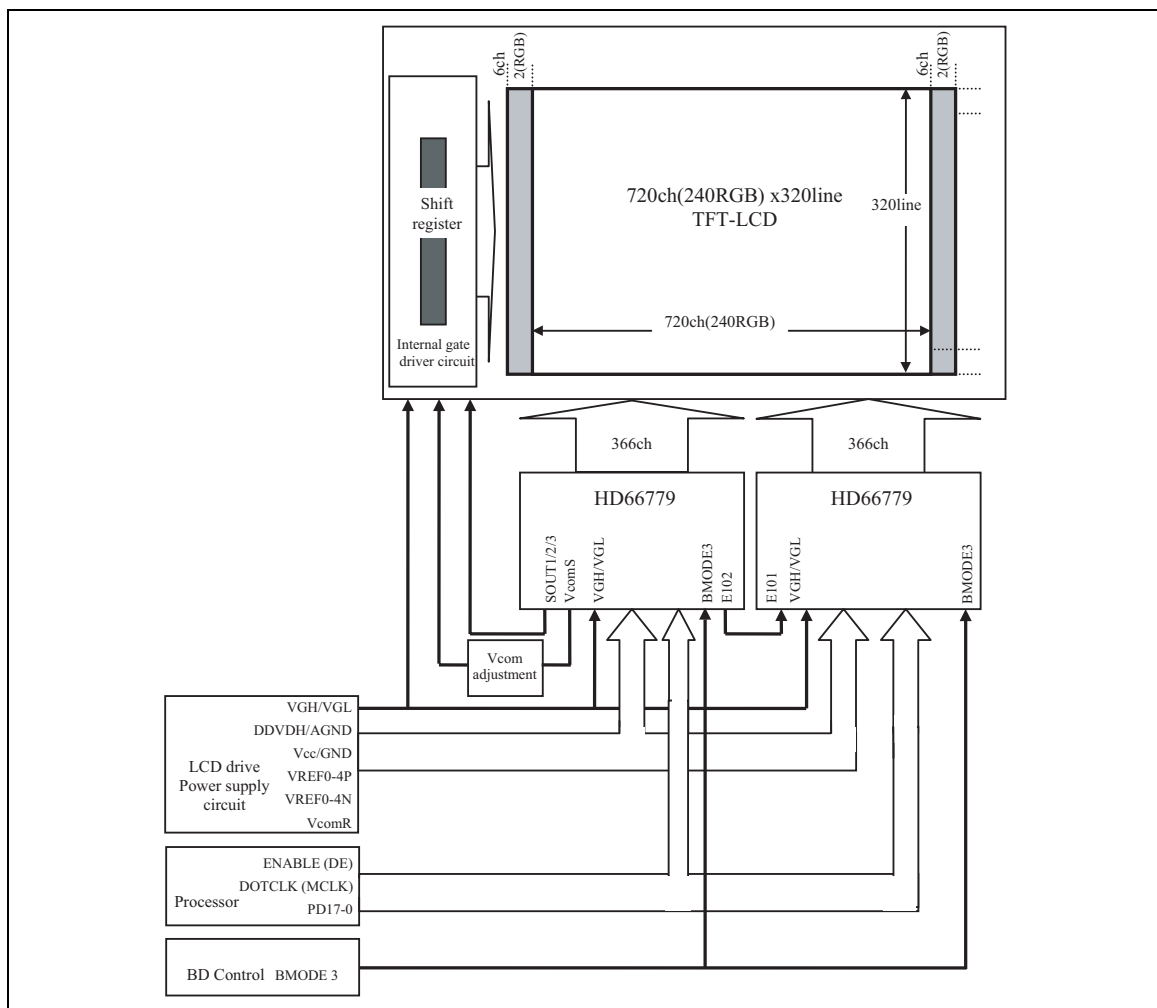 6ch
2(RGB)
6ch
2(RGB)
720ch(240RGB) x320line
TFT-LCD
320line
Shift
register
720ch(240RGB)
Internal gate
driver circuit
366ch
366ch
HD66779
HD66779
SOUT1/2/3
VcomS
VGH/VGL
BMODE3
E102
E101
VGH/VGL
BMODE3
Vcom
adjustment
VGH/VGL
DDVDH/AGND
Vcc/GND
LCD drive
Power supply
circuit
VREF0-4P
VREF0-4N
VcomR
ENABLE (DE)
DOTCLK (MCLK)
Processor
PD17-0
BD Control BMODE 3